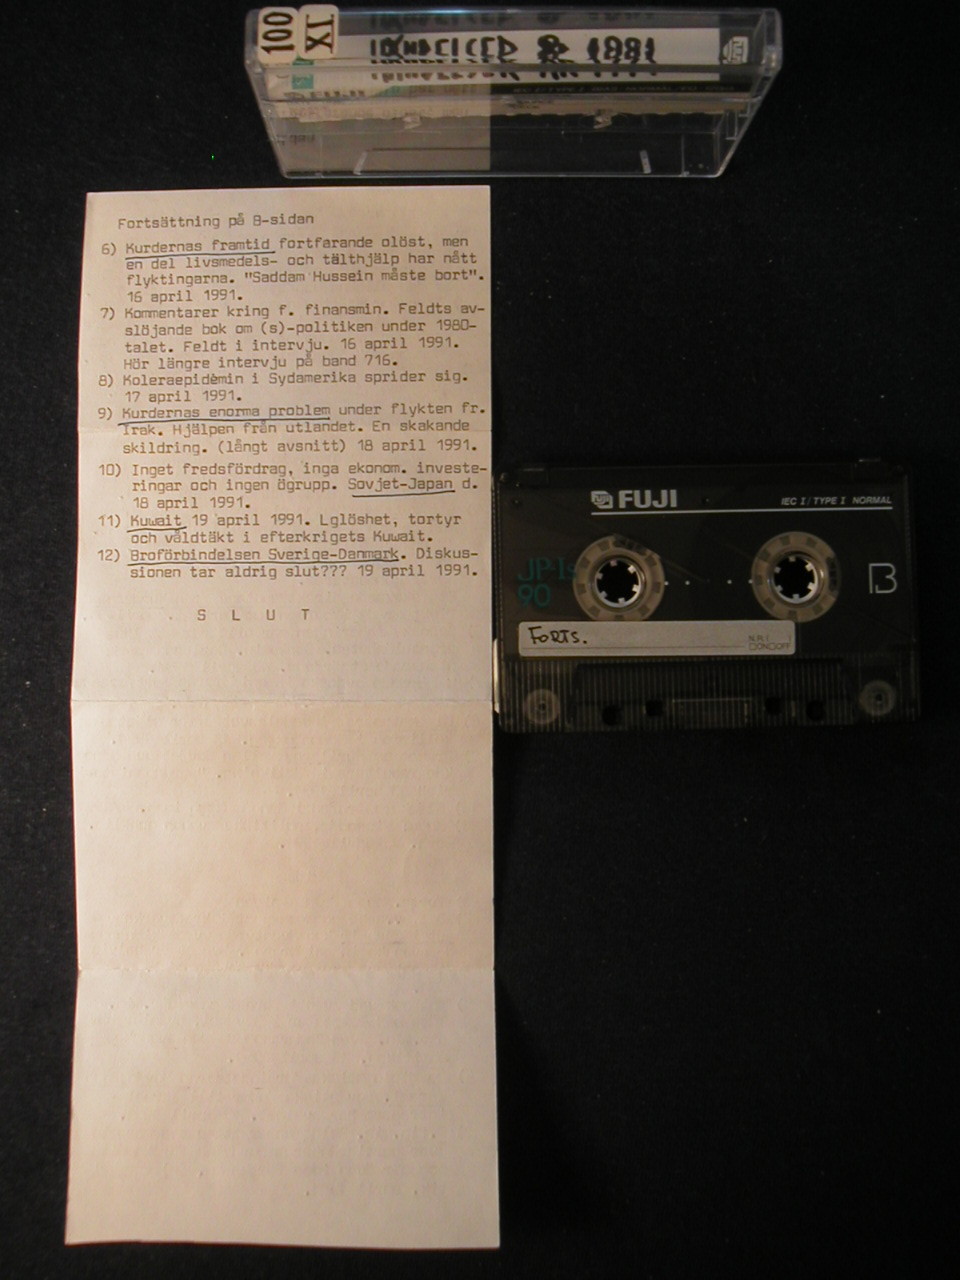 100
XI
1991
Fortsättning på B-sidan
6) Kurdernas framtid fortfarande olöst, men
en del livsmedels- och tälthjälp har nått
flyktingarna. "Saddam Hussein måste bort".
16 april 1991.
7) Kommentarer kring f. finansmin. Feldts av-
slöjande bok om (s)-politiken under 1980-
talet. Feldt i intervju. 16 april 1991.
Hör längre intervju på band 716.
8) Koleraepidemin i Sydamerika sprider sig.
17 april 1991.
9) Kurdernas enorma problem under flykten fr.
Irak. Hjälpen från utlandet. En skakande
skildring. (långt avsnitt) 18 april 1991.
10) Inget fredsfördrag, inga ekonom. investe-
ringar och ingen ögrupp. Sovjet-Japan d.
18 april 1991.
11) Kuwait 19 april 1991. Lglöshet, tortyr
och våldtäkt i efterkrigets Kuwait.
12) Broförbindelsen Sverige-Danmark. Diskus-
sionen tar aldrig slut??? 19 april 1991.
S L U T
FUJI
IEC I/TYPE I NORMAL
JP-Is
90
B
FORTS.
N.R.
ON OFF